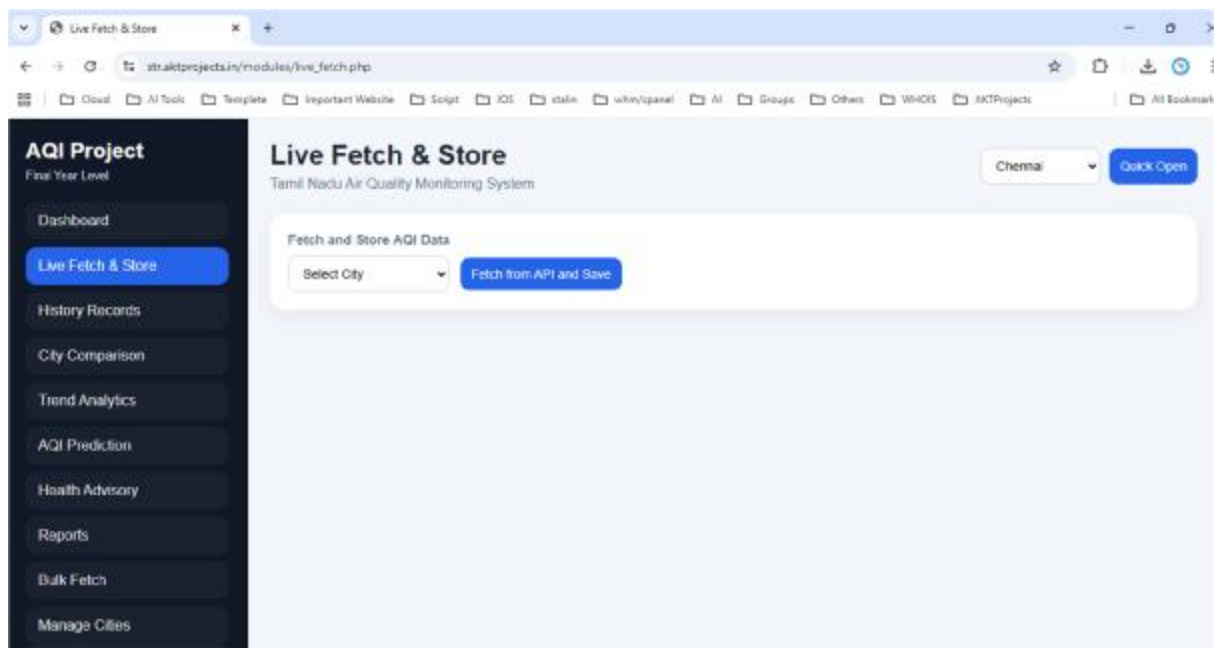 Live Fetch & Store
str.aktprojects.in/modules/live_fetch.php
Cloud AI Tools Templete Important Website Script IOS stalin whm/cpanel AI Groups Others WHOIS AKTProjects All Bookmark
AQI Project
Final Year Level
Dashboard
Live Fetch & Store
History Records
City Comparison
Trend Analytics
AQI Prediction
Health Advisory
Reports
Bulk Fetch
Manage Cities
Live Fetch & Store
Tamil Nadu Air Quality Monitoring System
Chennai
Quick Open
Fetch and Store AQI Data
Select City
Fetch from API and Save